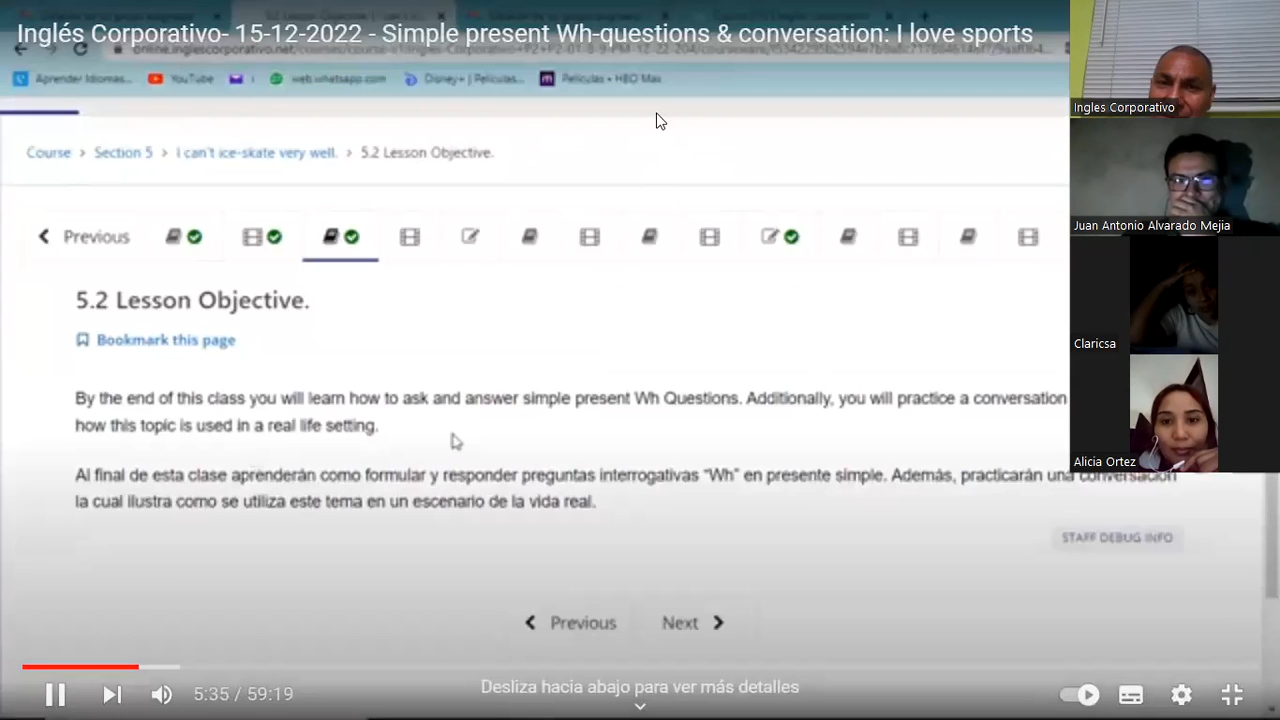 Inglés Corporativo- 15-12-2022 - Simple present Wh-questions & conversation: I love sports
Aprender Idiomas...
YouTube
web.whatsapp.com
Disney+ | Películas...
Películas • HBO Max
Ingles Corporativo
Course > Section 5 > I can't ice-skate very well. > 5.2 Lesson Objective.
Juan Antonio Alvarado Mejia
Previous
5.2 Lesson Objective.
Bookmark this page
Claricsa
By the end of this class you will learn how to ask and answer simple present Wh Questions. Additionally, you will practice a conversation
how this topic is used in a real life setting.
Alicia Ortez
Al final de esta clase aprenderán como formular y responder preguntas interrogativas “Wh” en presente simple. Además, practicarán una conversación
la cual ilustra como se utiliza este tema en un escenario de la vida real.
STAFF DEBUG INFO
Previous
Next
5:35 / 59:19
Desliza hacia abajo para ver más detalles